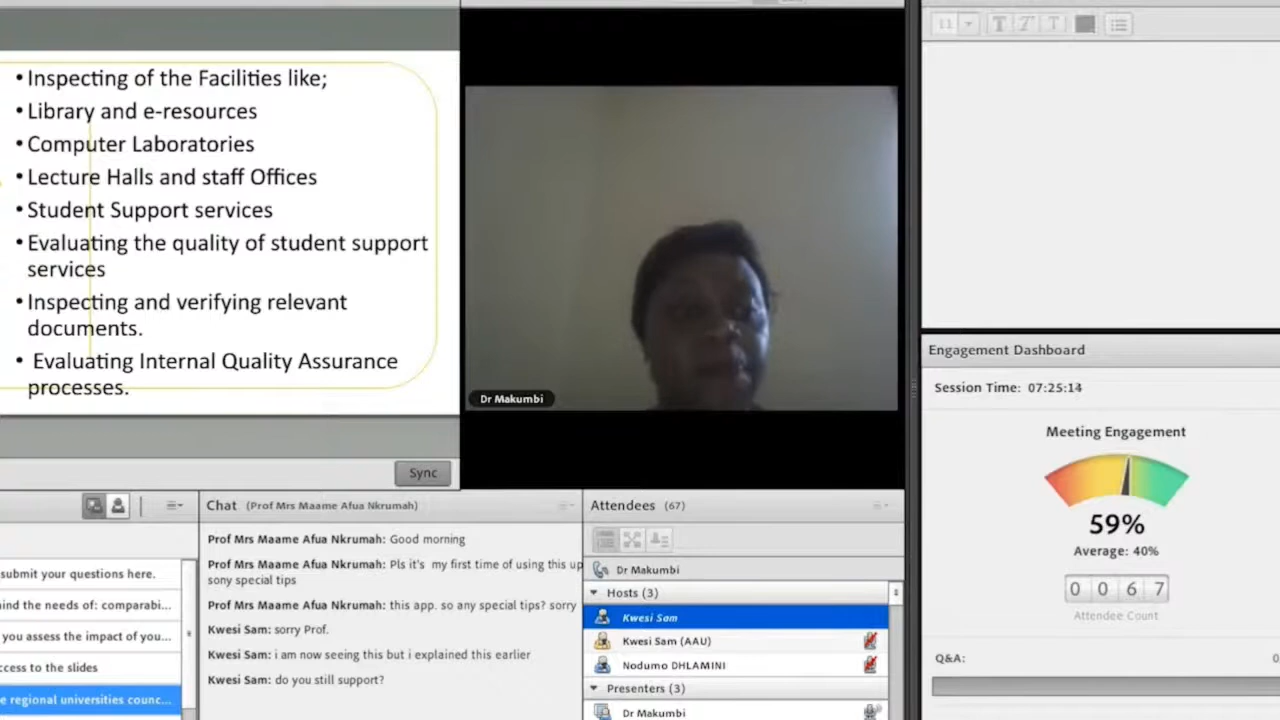 • Inspecting of the Facilities like;
• Library and e-resources
• Computer Laboratories
• Lecture Halls and staff Offices
• Student Support services
• Evaluating the quality of student support
services
• Inspecting and verifying relevant
documents.
• Evaluating Internal Quality Assurance
processes.
Sync
Dr Makumbi
11
T T T
Engagement Dashboard
Session Time: 07:25:14
Meeting Engagement
59%
Average: 40%
0 0 6 7
Attendee Count
Q&A:
0
submit your questions here.
ind the needs of: comparabi...
you assess the impact of you...
ccess to the slides
e regional universities counc...
Chat (Prof Mrs Maame Afua Nkrumah)
Prof Mrs Maame Afua Nkrumah: Good morning
Prof Mrs Maame Afua Nkrumah: Pls it's my first time of using this up
sony special tips
Prof Mrs Maame Afua Nkrumah: this app. so any special tips? sorry
Kwesi Sam: sorry Prof.
Kwesi Sam: i am now seeing this but i explained this earlier
Kwesi Sam: do you still support?
Attendees (67)
Dr Makumbi
Hosts (3)
Kwesi Sam
Kwesi Sam (AAU)
Nodumo DHLAMINI
Presenters (3)
Dr Makumbi